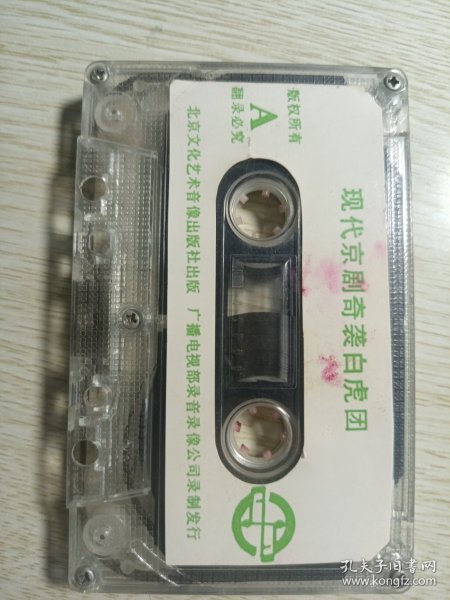 现代京剧奇袭白虎团
A
版权所有
翻录必究
北京文化艺术音像出版社出版 广播电视部录音录像公司录制发行
孔夫子旧书网
www.kongfz.com